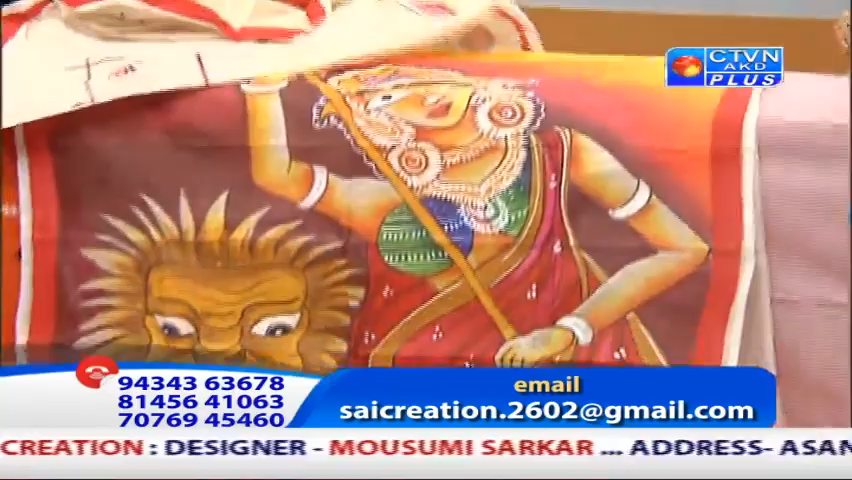 CTVN
AKD
PLUS
94343 63678
81456 41063
70769 45460
email
saicreation.2602@gmail.com
CREATION : DESIGNER - MOUSUMI SARKAR ... ADDRESS- ASAN